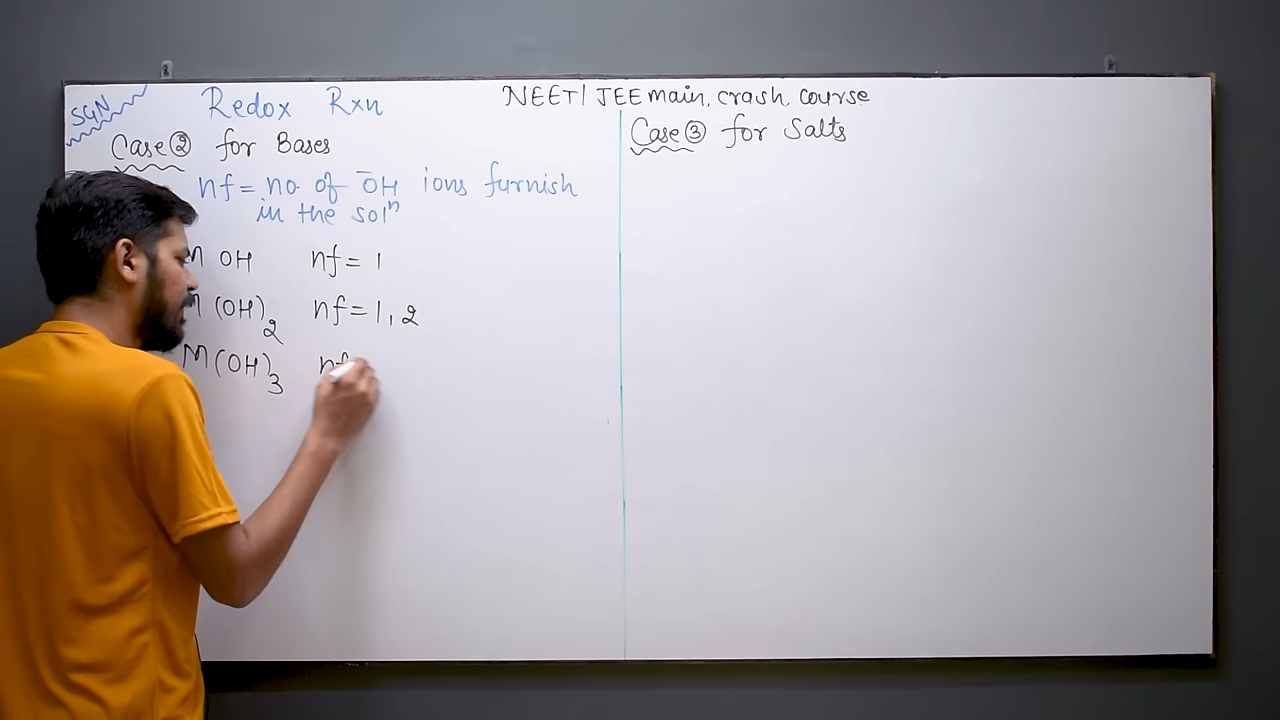 SGN
Redox Rxn
NEET/ JEE main, crash course
Case ② for Bases
nf = no. of O̅H ions furnish
in the solⁿ
M OH nf = 1
M (OH)₂ nf = 1, 2
M(OH)₃ nf
Case ③ for Salts